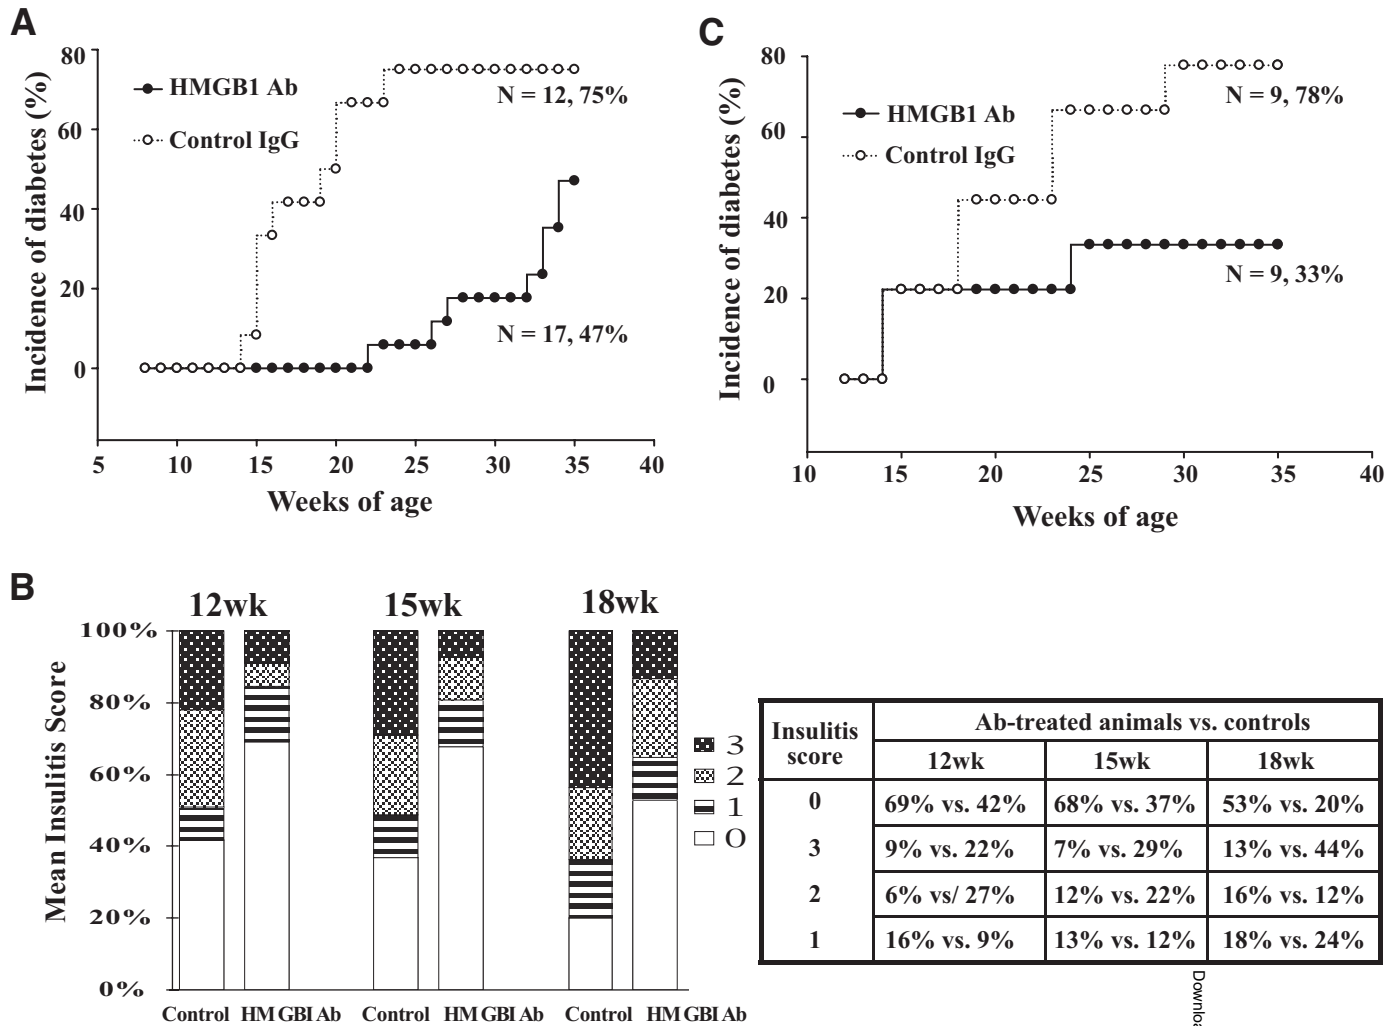 A
80
60
40
20
0
Incidence of diabetes (%)
HMGB1 Ab
Control IgG
N = 12, 75%
N = 17, 47%
5 10 15 20 25 30 35 40
Weeks of age
C
80
60
40
20
0
Incidence of diabetes (%)
HMGB1 Ab
Control IgG
N = 9, 78%
N = 9, 33%
10 15 20 25 30 35 40
Weeks of age
B
12wk 15wk 18wk
100%
80%
60%
40%
20%
0%
Mean Insulitis Score
Control HM GBI Ab Control HM GBI Ab Control HM GBI Ab
3
2
1
0
Insulitis score
Ab-treated animals vs. controls
12wk 15wk 18wk
0 69% vs. 42% 68% vs. 37% 53% vs. 20%
3 9% vs. 22% 7% vs. 29% 13% vs. 44%
2 6% vs/ 27% 12% vs. 22% 16% vs. 12%
1 16% vs. 9% 13% vs. 12% 18% vs. 24%